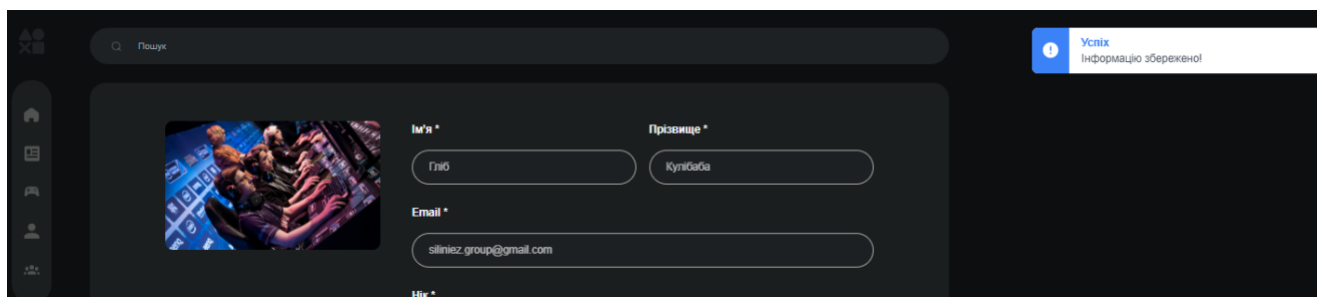 Пошук
Успіх
Інформацію збережено!
Ім'я * Прізвище *
Гліб Кулібаба
Email *
siliniez.group@gmail.com
Нік *